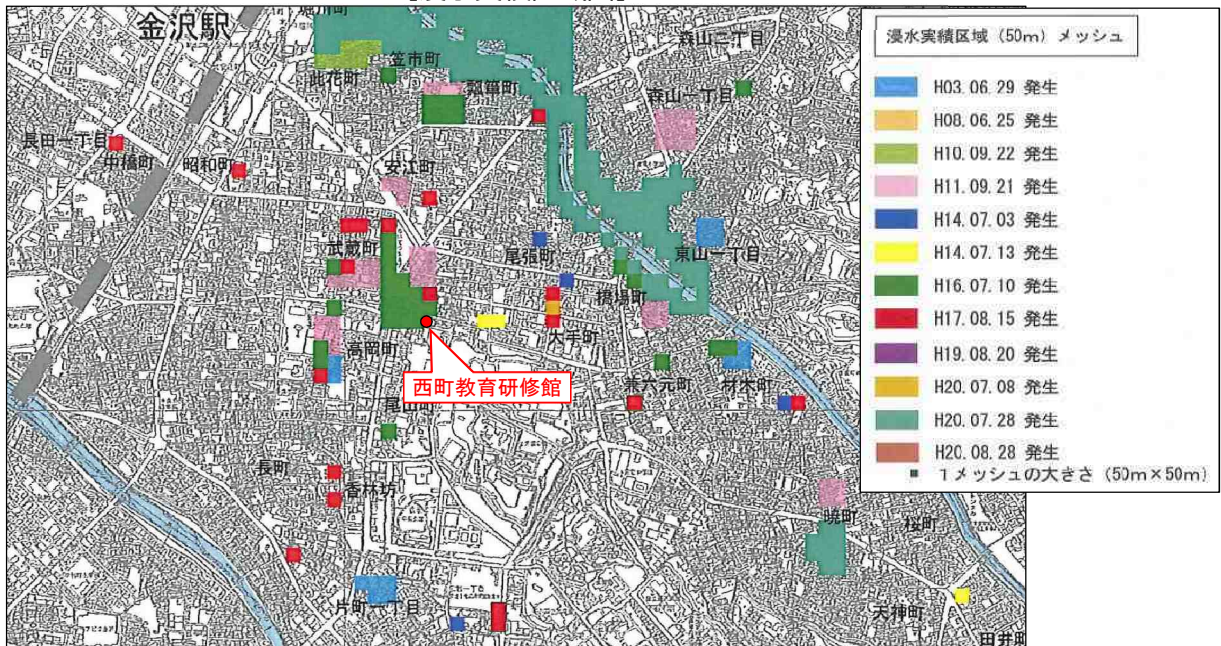 金沢駅
笠市町
此花町
瓢箪町
森山二丁目
森山一丁目
長田一丁目
中橋町
昭和町
安江町
武蔵町
尾張町
東山一丁目
橋場町
大手町
高岡町
西町教育研修館
兼六元町
材木町
尾山町
長町
香林坊
暁町
桜町
片町一丁目
天神町
田井町
浸水実績区域 (50m) メッシュ
H03.06.29 発生
H08.06.25 発生
H10.09.22 発生
H11.09.21 発生
H14.07.03 発生
H14.07.13 発生
H16.07.10 発生
H17.08.15 発生
H19.08.20 発生
H20.07.08 発生
H20.07.28 発生
H20.08.28 発生
1メッシュの大きさ (50m×50m)